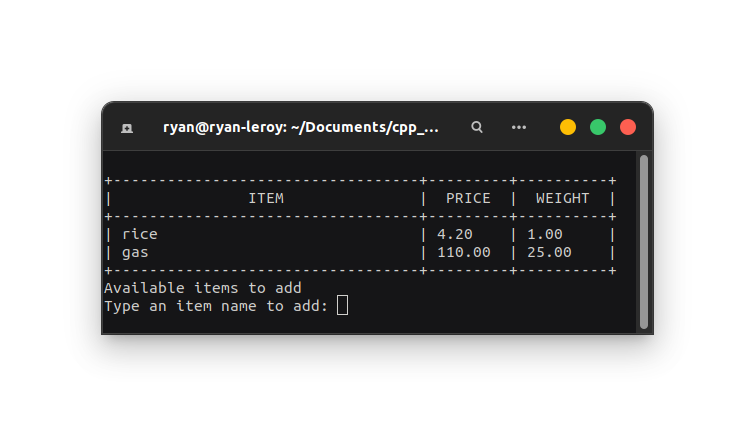 ryan@ryan-leroy: ~/Documents/cpp_...
+----------------------------------+---------+----------+
|               ITEM               |  PRICE  |  WEIGHT  |
+----------------------------------+---------+----------+
| rice                             | 4.20    | 1.00     |
| gas                              | 110.00  | 25.00    |
+----------------------------------+---------+----------+
Available items to add
Type an item name to add: